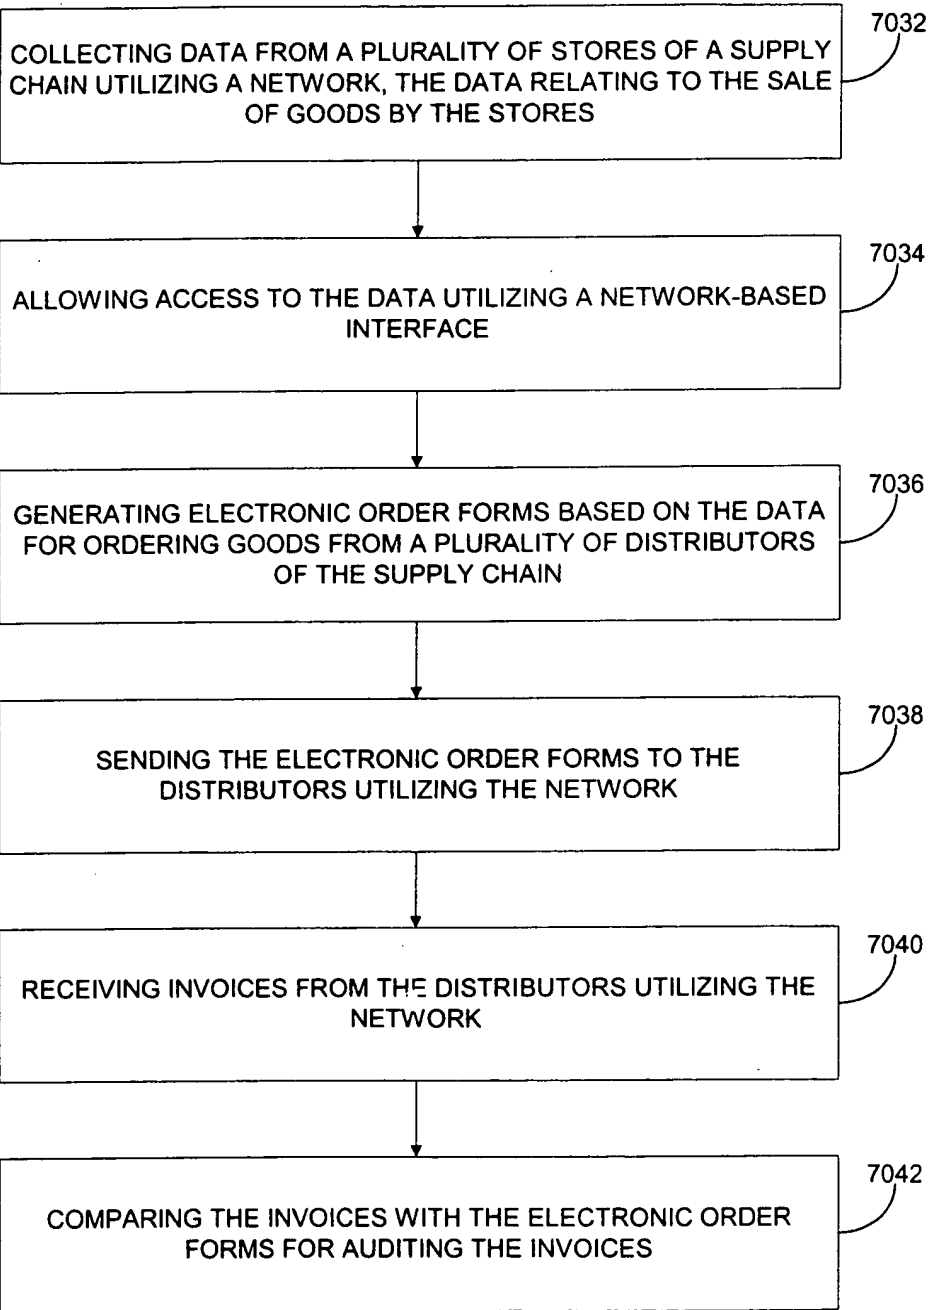 7032
COLLECTING DATA FROM A PLURALITY OF STORES OF A SUPPLY
CHAIN UTILIZING A NETWORK, THE DATA RELATING TO THE SALE
OF GOODS BY THE STORES
7034
ALLOWING ACCESS TO THE DATA UTILIZING A NETWORK-BASED
INTERFACE
7036
GENERATING ELECTRONIC ORDER FORMS BASED ON THE DATA
FOR ORDERING GOODS FROM A PLURALITY OF DISTRIBUTORS
OF THE SUPPLY CHAIN
7038
SENDING THE ELECTRONIC ORDER FORMS TO THE
DISTRIBUTORS UTILIZING THE NETWORK
7040
RECEIVING INVOICES FROM THE DISTRIBUTORS UTILIZING THE
NETWORK
7042
COMPARING THE INVOICES WITH THE ELECTRONIC ORDER
FORMS FOR AUDITING THE INVOICES